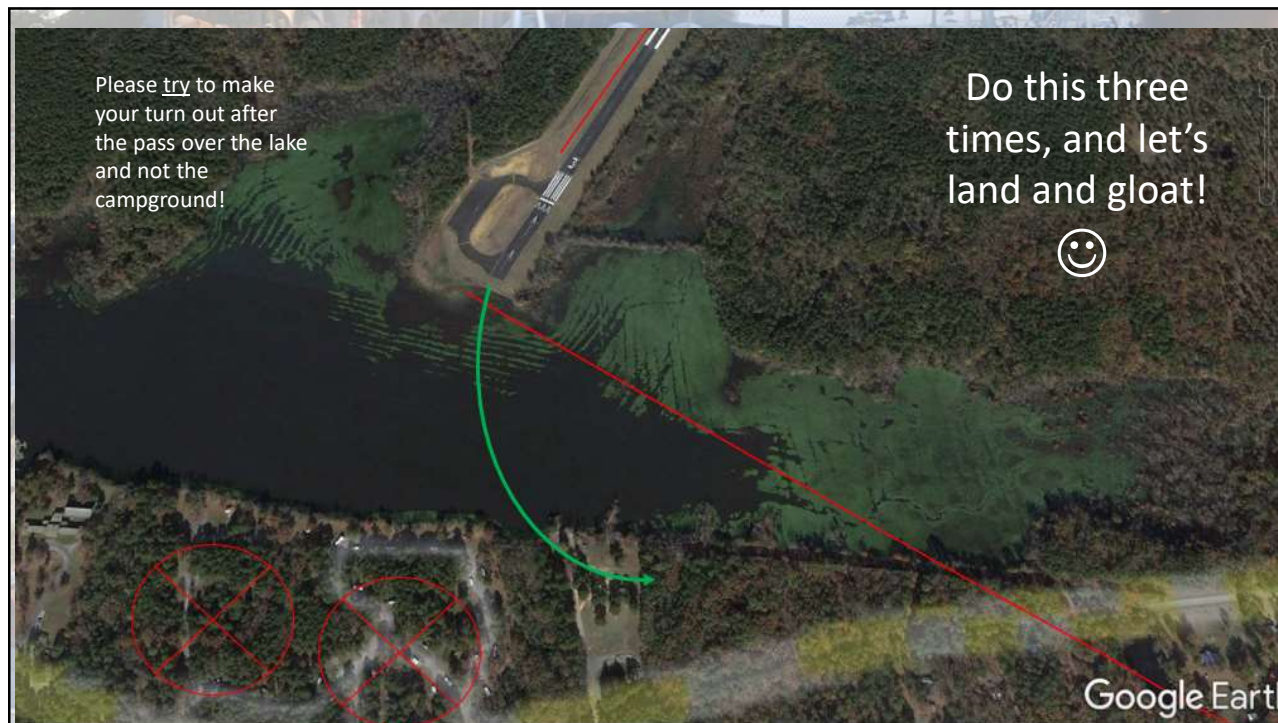 Please try to make
your turn out after
the pass over the lake
and not the
campground!
Do this three
times, and let’s
land and gloat!
Google Eart